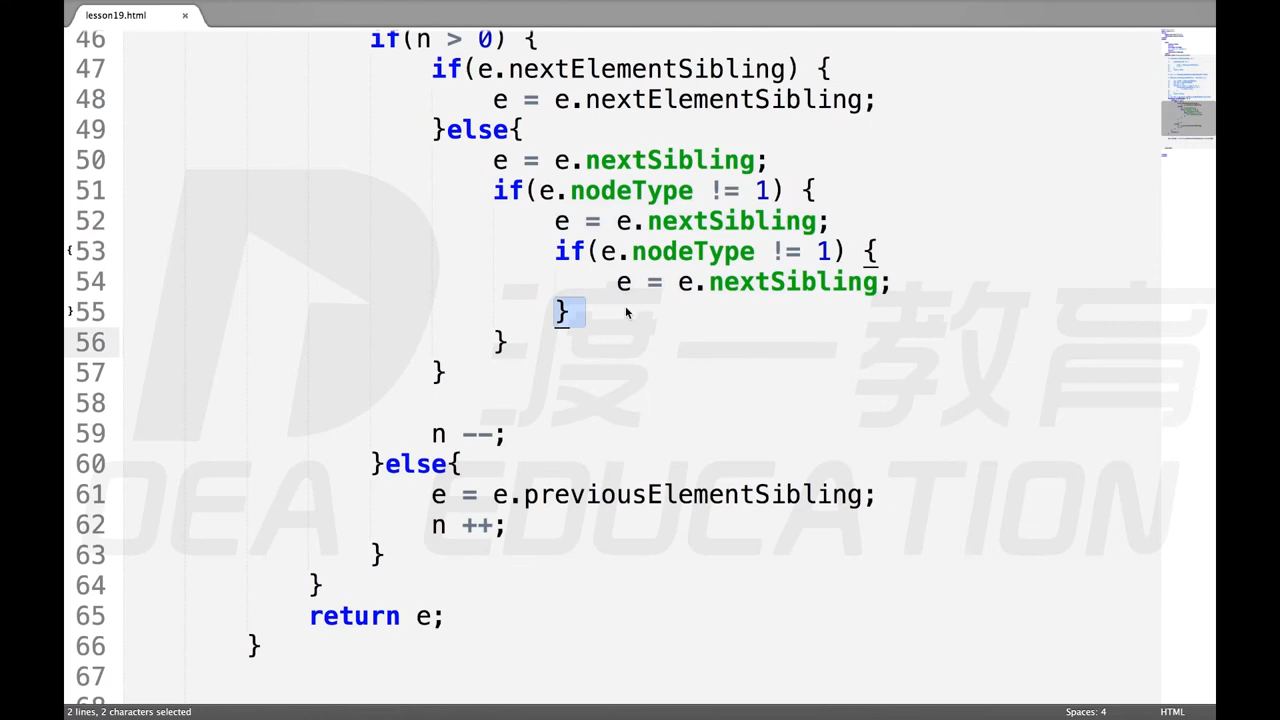 lesson19.html ×
46 if(n > 0) {
47 if(e.nextElementSibling) {
48 e = e.nextElementSibling;
49 }else{
50 e = e.nextSibling;
51 if(e.nodeType != 1) {
52 e = e.nextSibling;
{ 53 if(e.nodeType != 1) {
54 e = e.nextSibling;
} 55 }
56 }
57 }
58
59 n --;
60 }else{
61 e = e.previousElementSibling;
62 n ++;
63 }
64 }
65 return e;
66 }
67
68
渡一教育
DEA EDUCATION
2 lines, 2 characters selected Spaces: 4 HTML